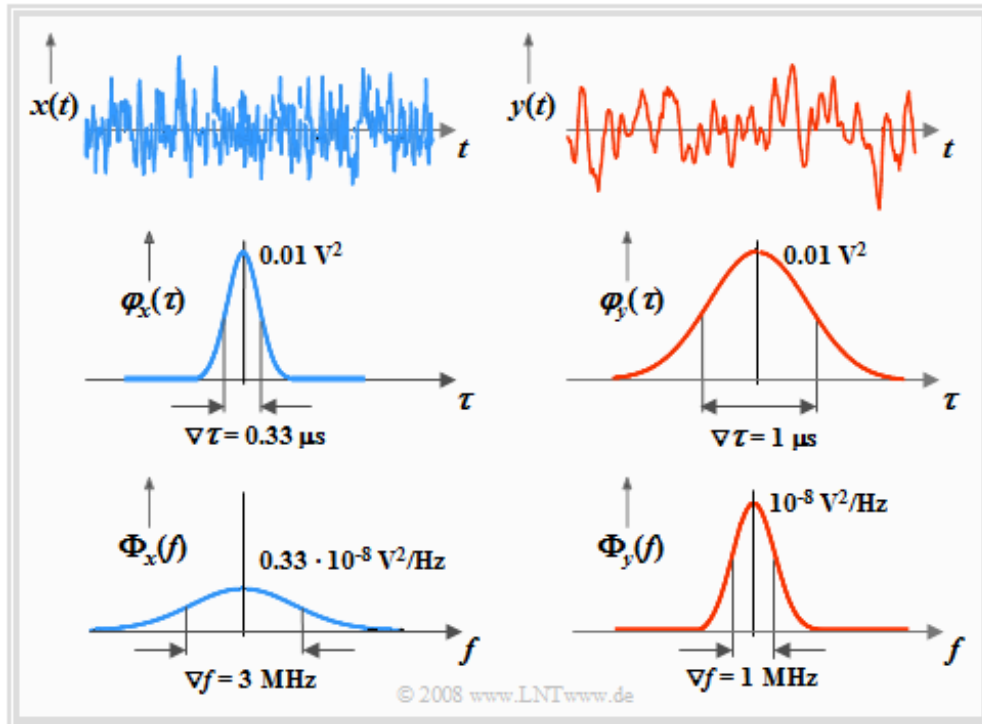 x(t)
t
y(t)
t
0.01 V²
φx(τ)
τ
∇τ = 0.33 μs
0.01 V²
φy(τ)
τ
∇τ = 1 μs
Φx(f)
0.33 · 10⁻⁸ V²/Hz
f
∇f = 3 MHz
10⁻⁸ V²/Hz
Φy(f)
f
∇f = 1 MHz
© 2008 www.LNTwww.de